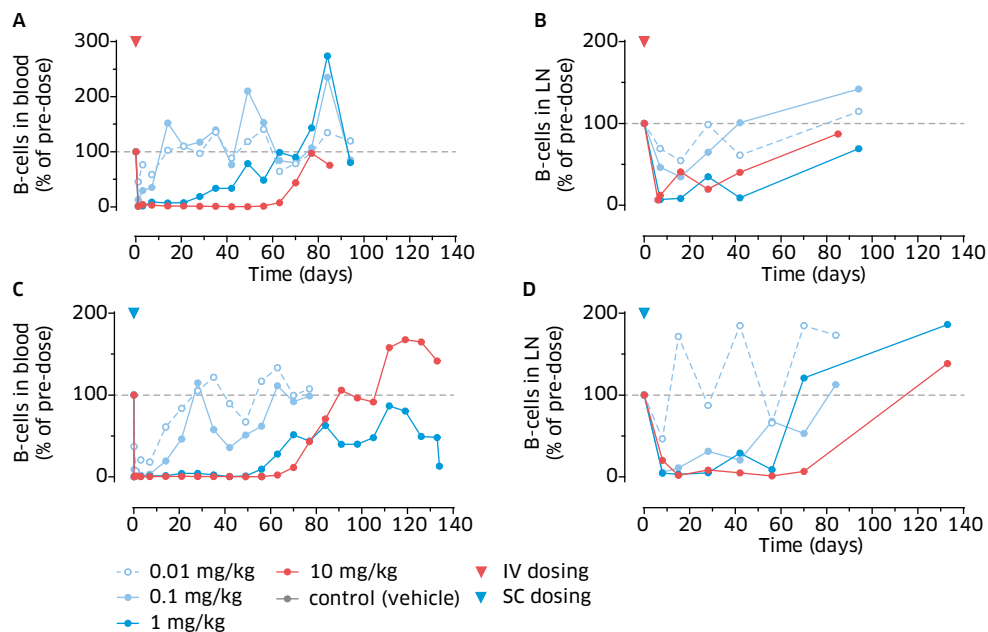 A
B-cells in blood
(% of pre-dose)
300
200
100
0
0 20 40 60 80 100 120 140
Time (days)
B
B-cells in LN
(% of pre-dose)
200
100
0
0 20 40 60 80 100 120 140
Time (days)
C
B-cells in blood
(% of pre-dose)
200
100
0
0 20 40 60 80 100 120 140
Time (days)
D
B-cells in LN
(% of pre-dose)
200
100
0
0 20 40 60 80 100 120 140
Time (days)
0.01 mg/kg
0.1 mg/kg
1 mg/kg
10 mg/kg
control (vehicle)
IV dosing
SC dosing